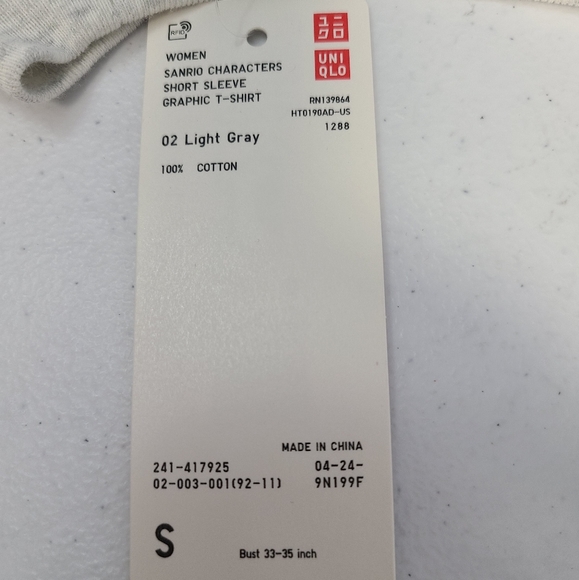 RFID
ユニ
クロ
UNI
QLO
WOMEN
SANRIO CHARACTERS
SHORT SLEEVE
GRAPHIC T-SHIRT
RN139864
HT0190AD-US
1288
02 Light Gray
100% COTTON
MADE IN CHINA
241-417925 04-24-
02-003-001(92-11) 9N199F
S
Bust 33-35 inch